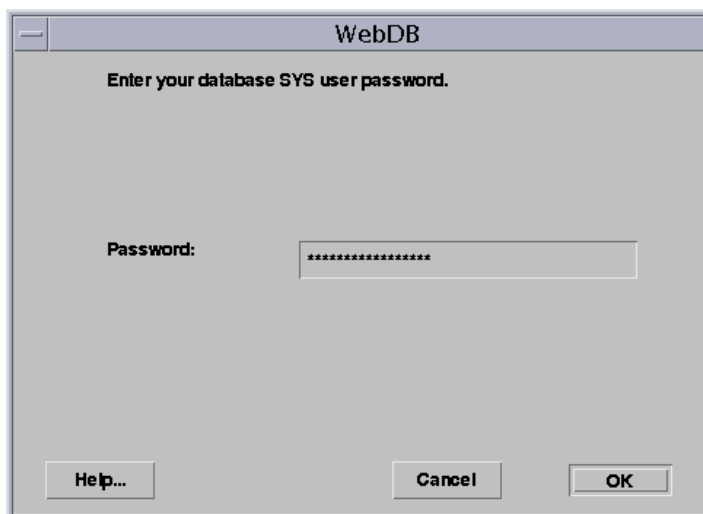 WebDB
Enter your database SYS user password.
Password:
*****************
Help...
Cancel
OK